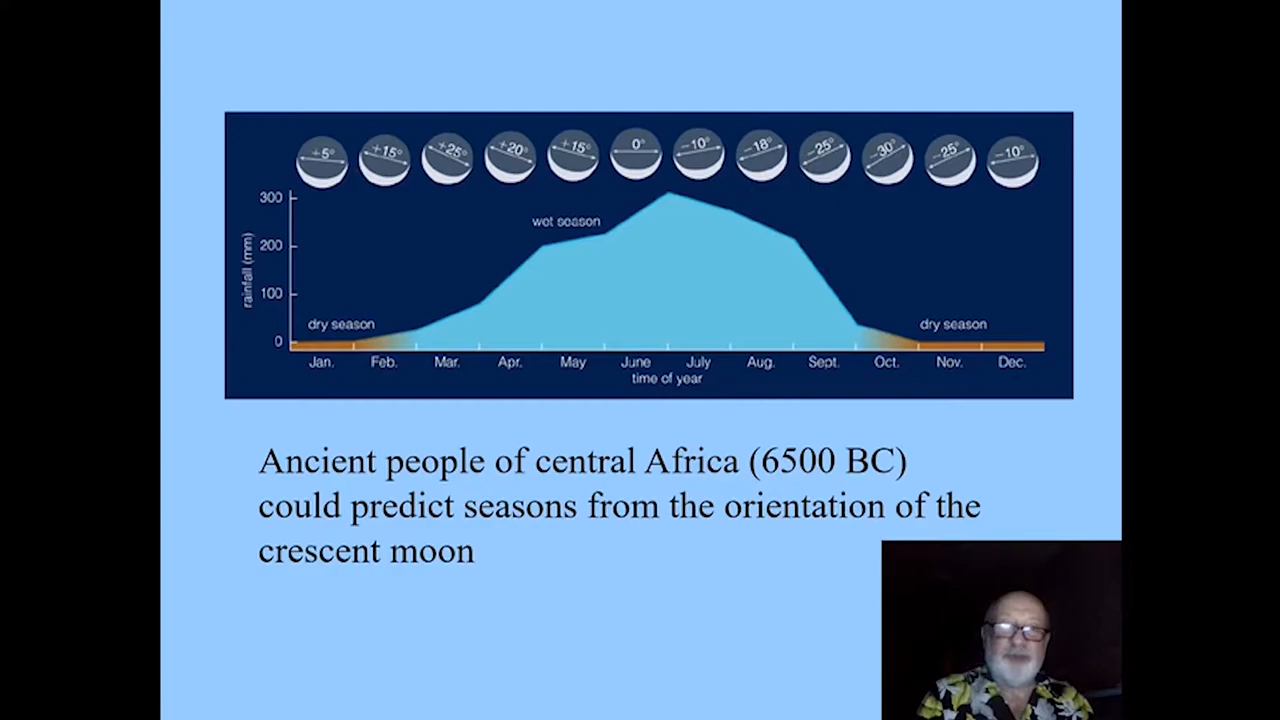 +5° +15° +25° +20° +15° 0° −10° −18° −25° −30° −25° −10°
300
wet season
200
rainfall (mm)
100
dry season dry season
0
Jan. Feb. Mar. Apr. May June July Aug. Sept. Oct. Nov. Dec.
time of year
Ancient people of central Africa (6500 BC)
could predict seasons from the orientation of the
crescent moon